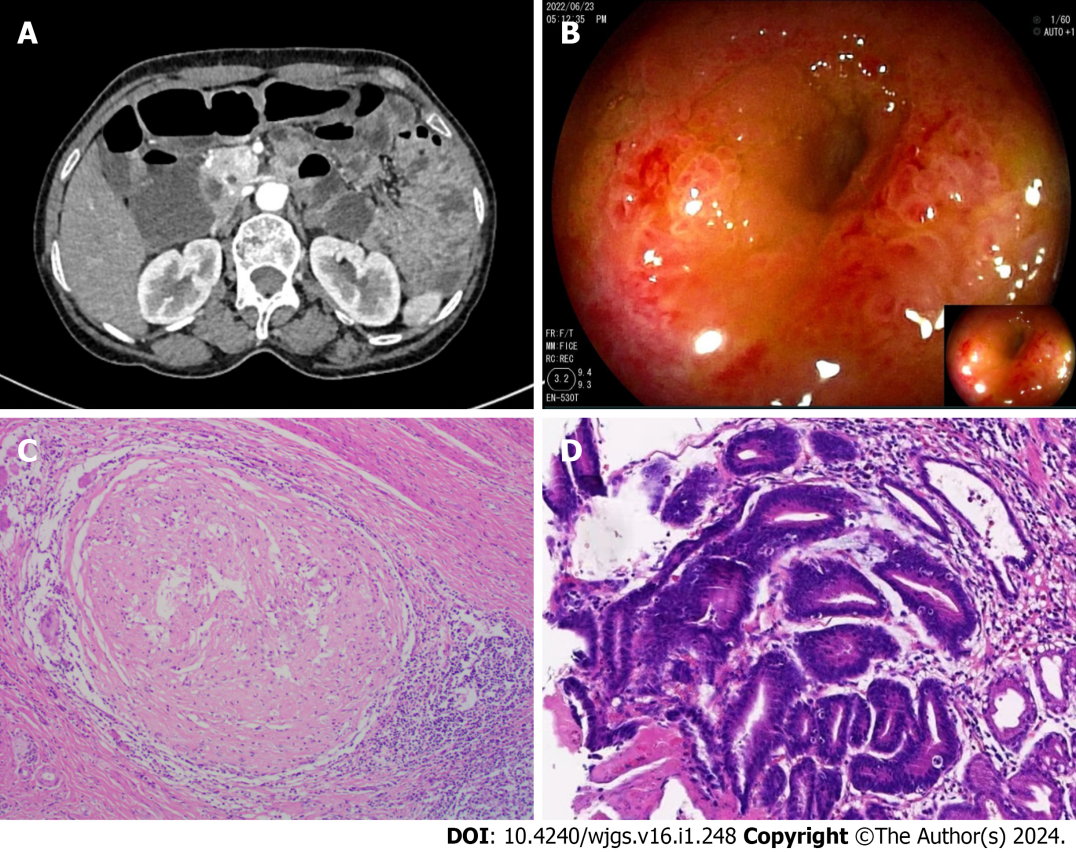 A
2022/06/23
05:12:35 PM
B
1/60
AUTO+1
FR:F/T
MM:FICE
RC:REC
3.2 9.4
9.3
EN-530T
C
D
DOI: 10.4240/wjgs.v16.i1.248 Copyright ©The Author(s) 2024.